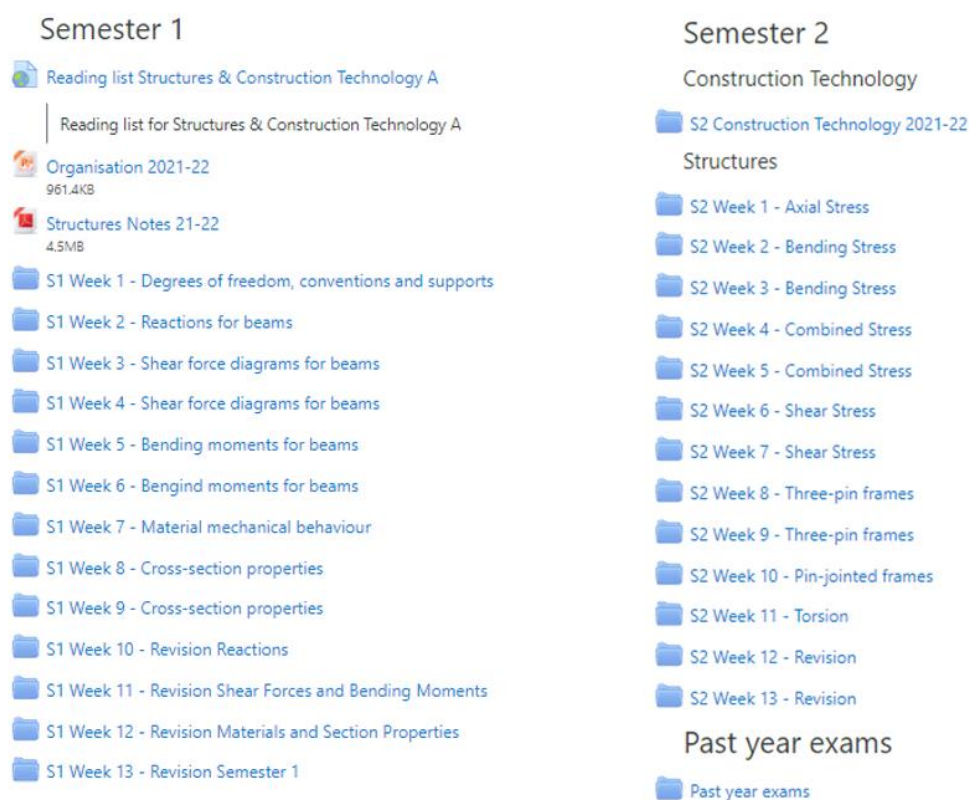 Semester 1
Reading list Structures & Construction Technology A
Reading list for Structures & Construction Technology A
Organisation 2021-22
961.4KB
Structures Notes 21-22
4.5MB
S1 Week 1 - Degrees of freedom, conventions and supports
S1 Week 2 - Reactions for beams
S1 Week 3 - Shear force diagrams for beams
S1 Week 4 - Shear force diagrams for beams
S1 Week 5 - Bending moments for beams
S1 Week 6 - Bengind moments for beams
S1 Week 7 - Material mechanical behaviour
S1 Week 8 - Cross-section properties
S1 Week 9 - Cross-section properties
S1 Week 10 - Revision Reactions
S1 Week 11 - Revision Shear Forces and Bending Moments
S1 Week 12 - Revision Materials and Section Properties
S1 Week 13 - Revision Semester 1
Semester 2
Construction Technology
S2 Construction Technology 2021-22
Structures
S2 Week 1 - Axial Stress
S2 Week 2 - Bending Stress
S2 Week 3 - Bending Stress
S2 Week 4 - Combined Stress
S2 Week 5 - Combined Stress
S2 Week 6 - Shear Stress
S2 Week 7 - Shear Stress
S2 Week 8 - Three-pin frames
S2 Week 9 - Three-pin frames
S2 Week 10 - Pin-jointed frames
S2 Week 11 - Torsion
S2 Week 12 - Revision
S2 Week 13 - Revision
Past year exams
Past year exams